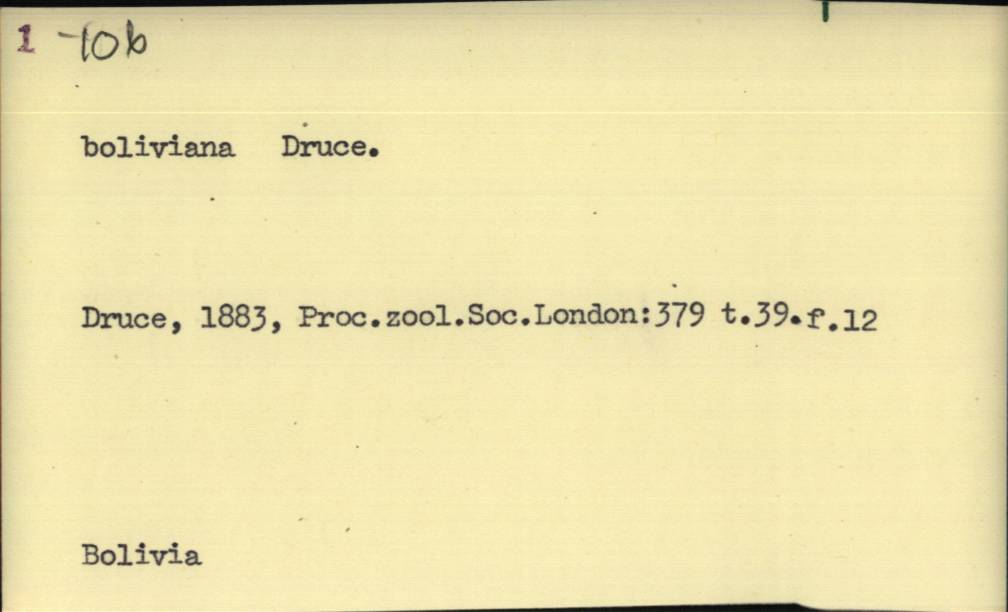 1 -10b
boliviana Druce.
Druce, 1883, Proc.zool.Soc.London:379 t.39.f.12
Bolivia